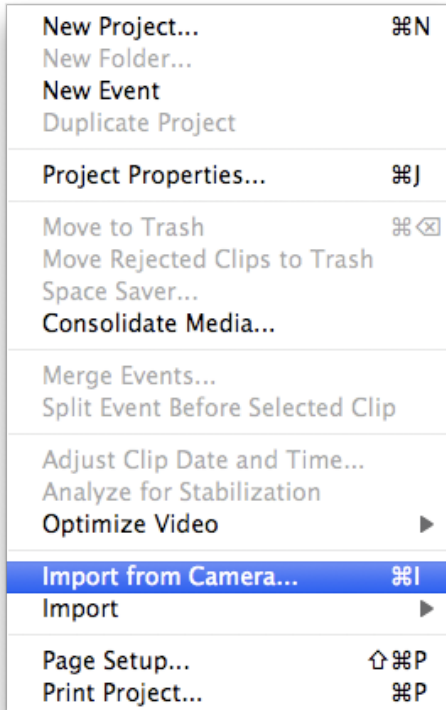 New Project... ⌘N
New Folder...
New Event
Duplicate Project
Project Properties... ⌘J
Move to Trash ⌘⌫
Move Rejected Clips to Trash
Space Saver...
Consolidate Media...
Merge Events...
Split Event Before Selected Clip
Adjust Clip Date and Time...
Analyze for Stabilization
Optimize Video ▶
Import from Camera... ⌘I
Import ▶
Page Setup... ⇧⌘P
Print Project... ⌘P